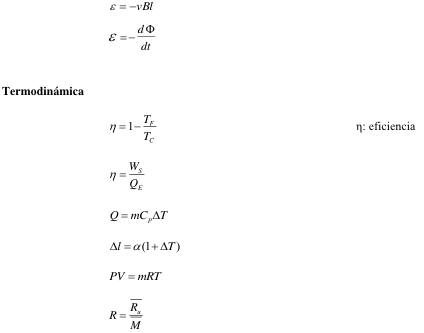 ε = −vBl
ε = − dΦ/dt
Termodinámica
η = 1 − T_F/T_C η: eficiencia
η = W_S/Q_E
Q = mC_pΔT
Δl = α(1+ΔT)
PV = mRT
R = R̅_u/M̅